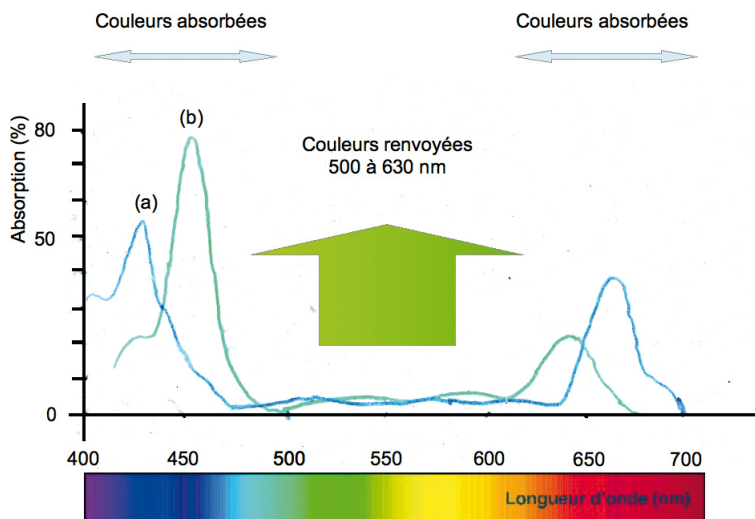 Couleurs absorbées
Couleurs absorbées
(b)
80
Couleurs renvoyées
500 à 630 nm
Absorption (%)
(a)
50
0
400
450
500
550
600
650
700
Longueur d'onde (nm)